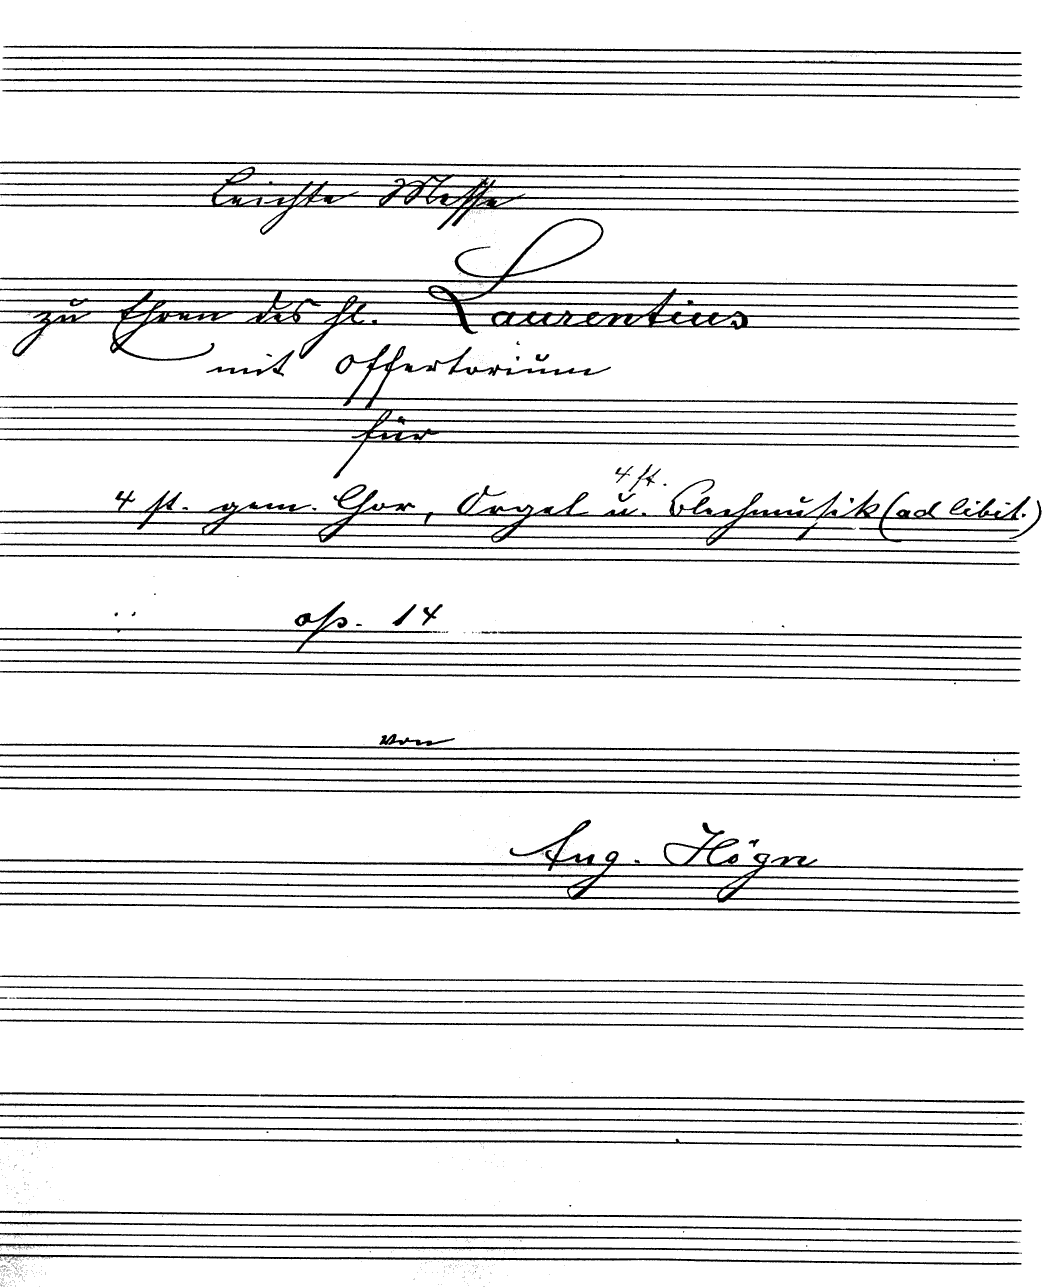 Leichte Messe
zu Ehren des hl. Laurentius
mit Offertorium
für
4 st.
4 st. gem. Chor, Orgel u. Blechmusik (ad libit.)
op. 14
von
Aug. Högn